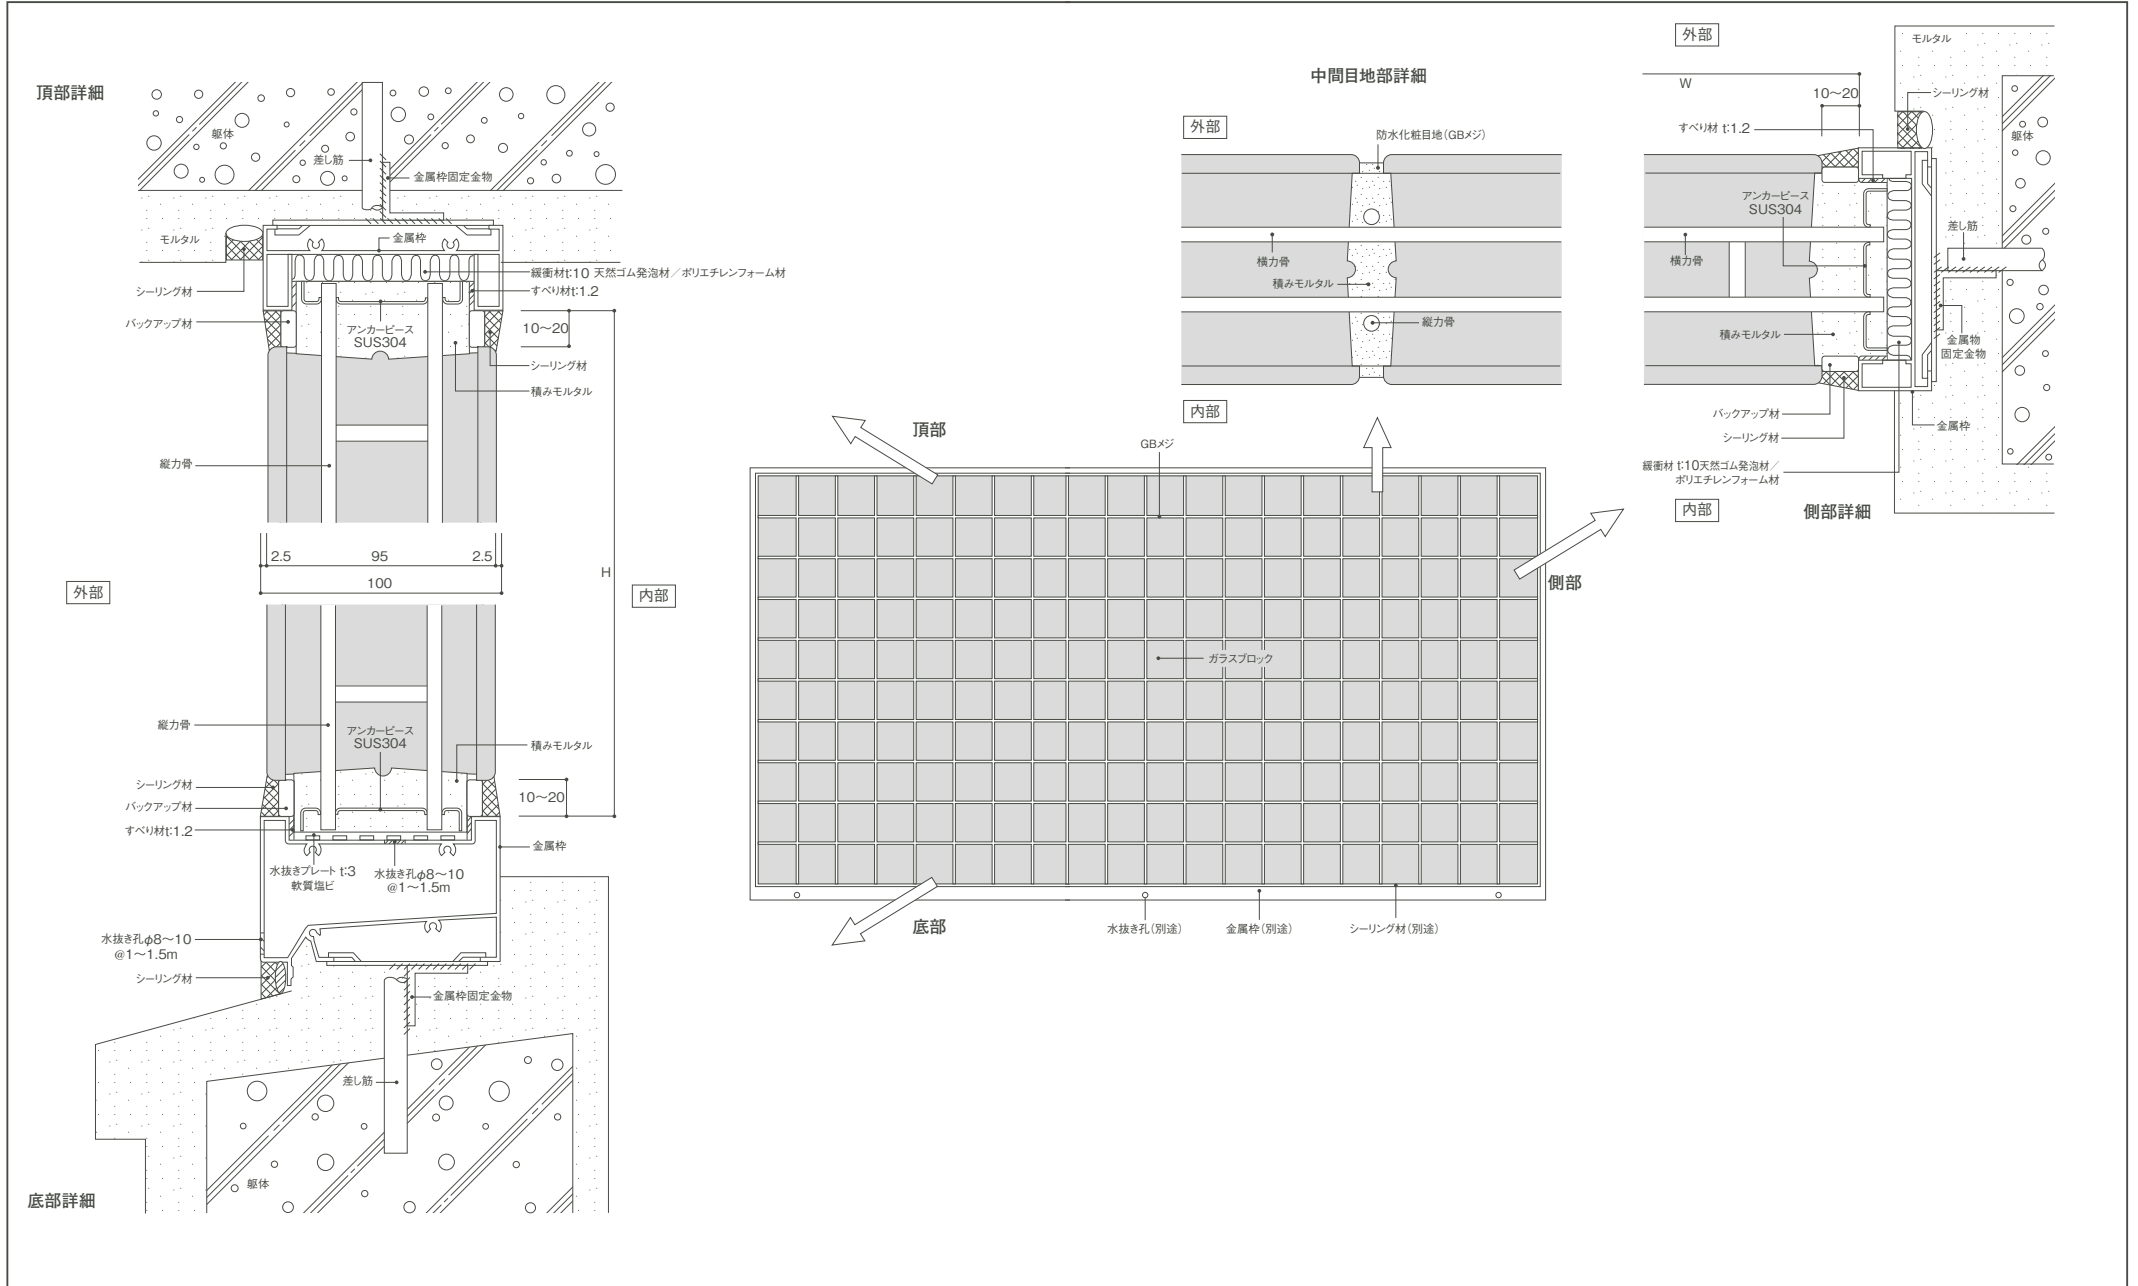 頂部詳細
躯体
差し筋
金属枠固定金物
モルタル
金属枠
緩衝材t:10 天然ゴム発泡材／ポリエチレンフォーム材
シーリング材
すべり材t:1.2
バックアップ材
アンカーピース
SUS304
10〜20
シーリング材
積みモルタル
縦力骨
2.5
95
2.5
100
H
外部
内部
縦力骨
アンカーピース
SUS304
積みモルタル
シーリング材
バックアップ材
10〜20
すべり材t:1.2
金属枠
水抜きプレート t:3
軟質塩ビ
水抜き孔φ8〜10
@1〜1.5m
水抜き孔φ8〜10
@1〜1.5m
シーリング材
金属枠固定金物
差し筋
躯体
底部詳細
中間目地部詳細
外部
防水化粧目地（GBメジ）
横力骨
積みモルタル
縦力骨
内部
外部
モルタル
W
10〜20
シーリング材
すべり材 t:1.2
躯体
アンカーピース
SUS304
差し筋
横力骨
積みモルタル
金属物
固定金物
バックアップ材
シーリング材
金属枠
緩衝材 t:10天然ゴム発泡材／
ポリエチレンフォーム材
内部
側部詳細
頂部
GBメジ
側部
ガラスブロック
底部
水抜き孔（別途）
金属枠（別途）
シーリング材（別途）